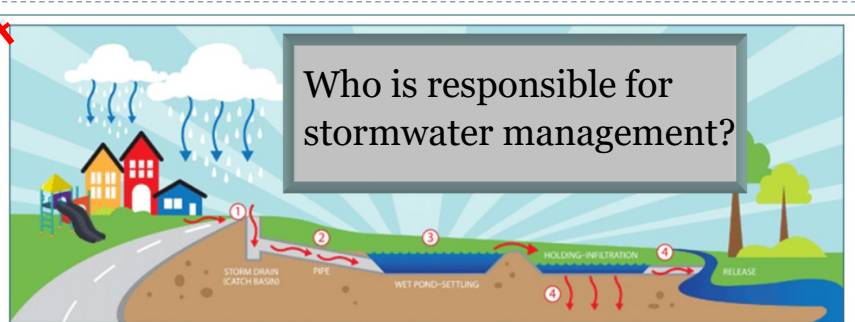 Who is responsible for
stormwater management?
1
2
3
4
HOLDING-INFILTRATION
STORM DRAIN
(CATCH BASIN)
PIPE
WET POND-SETTLING
4
RELEASE